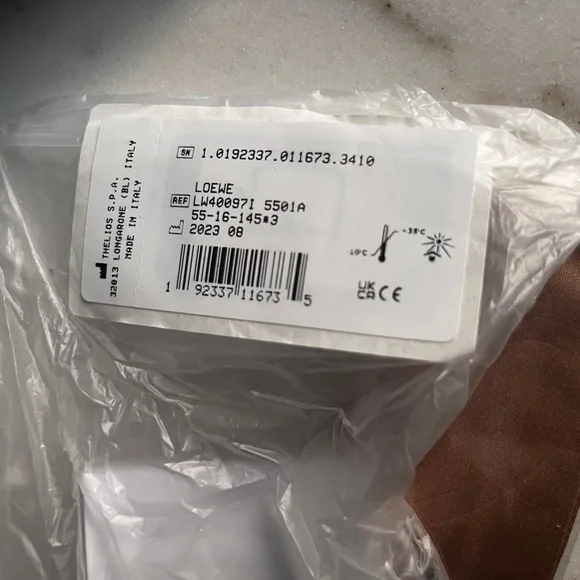 THELIOS S.P.A.
32013 LONGARONE (BL) ITALY
MADE IN ITALY
SN 1.0192337.011673.3410
LOEWE
REF LW40097I 5501A
55-16-145*3
2023 08
1 92337 11673 5
-10°C +35°C
UK
CA CE